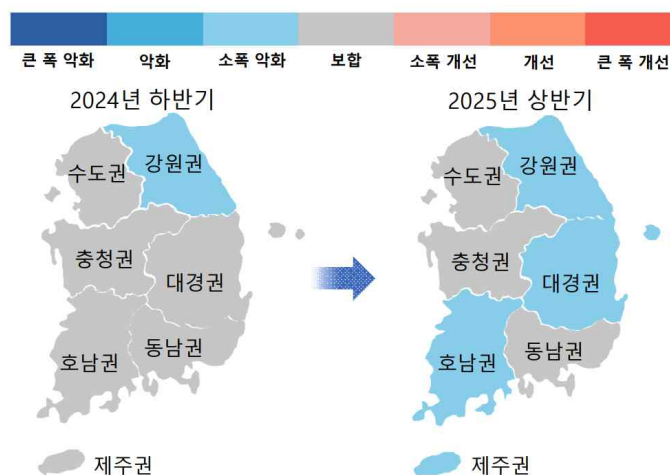 큰 폭 악화 악화 소폭 악화 보합 소폭 개선 개선 큰 폭 개선
2024년 하반기
수도권
강원권
충청권
대경권
호남권
동남권
제주권
2025년 상반기
수도권
강원권
충청권
대경권
호남권
동남권
제주권